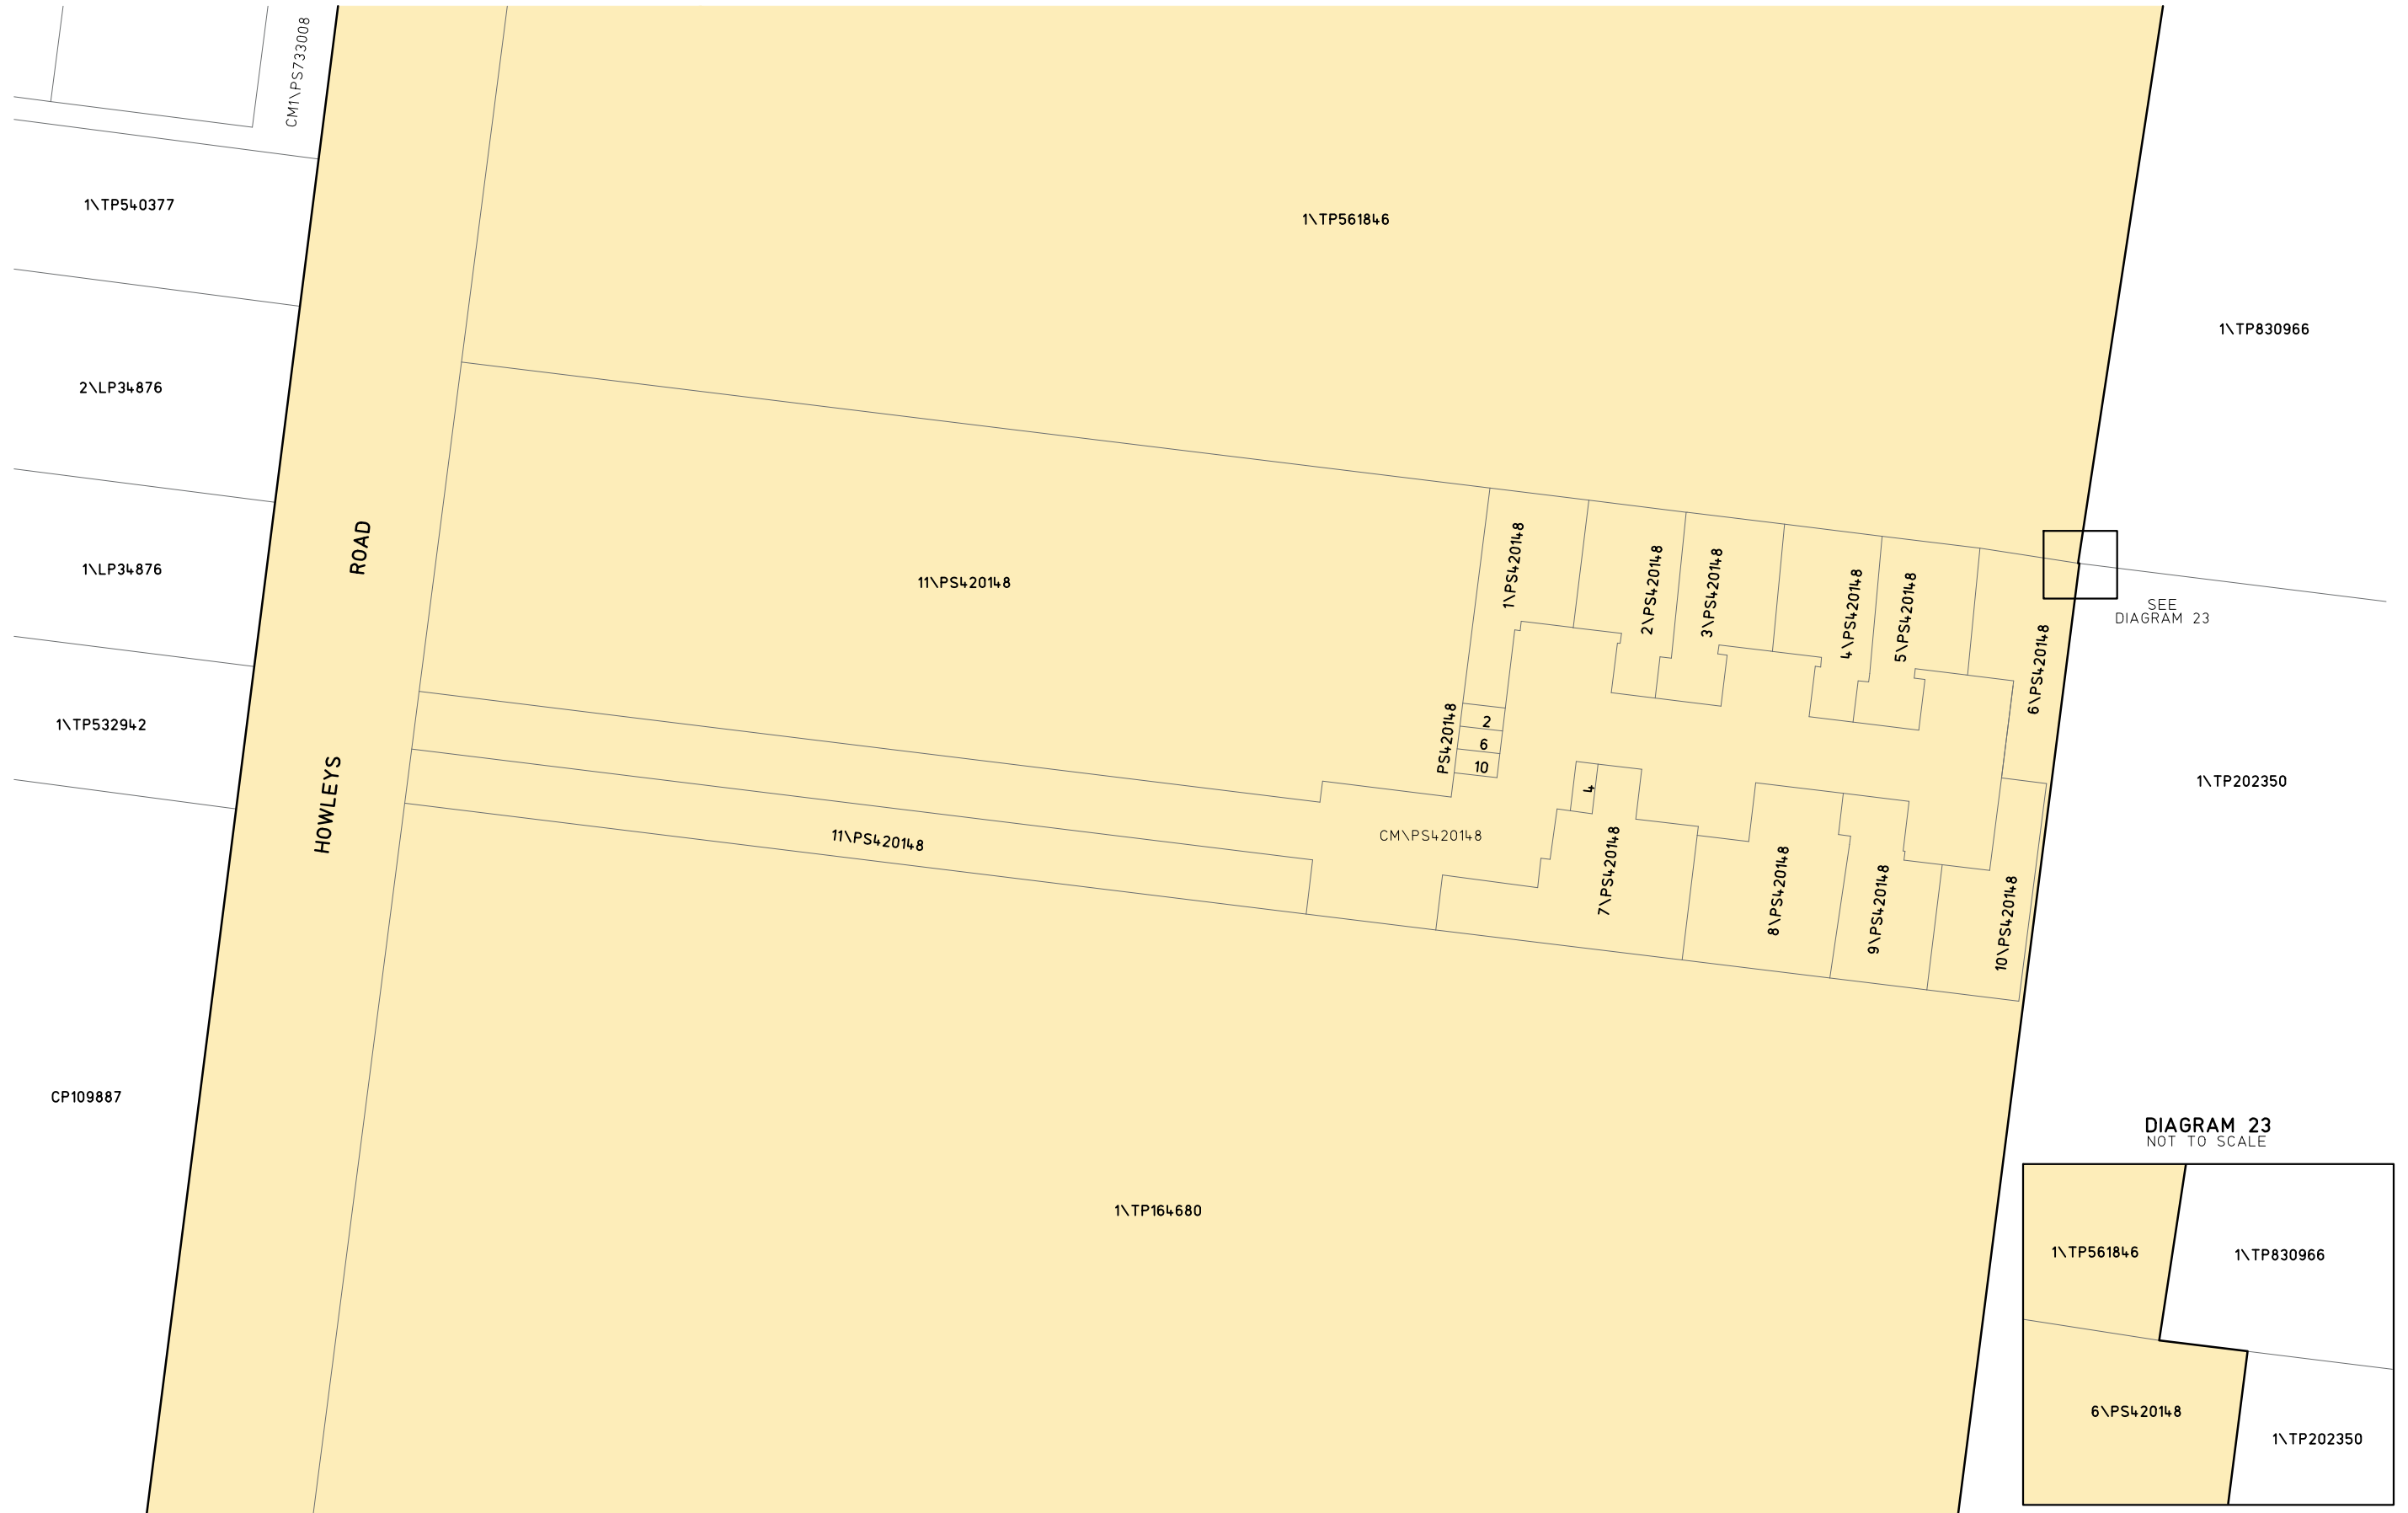 CM1\PS733008
1\TP540377
1\TP561846
1\TP830966
2\LP34876
ROAD
1\LP34876
11\PS420148
1\PS420148
2\PS420148
3\PS420148
4\PS420148
5\PS420148
6\PS420148
SEE
DIAGRAM 23
1\TP532942
HOWLEYS
PS420148
2
6
10
4
1\TP202350
11\PS420148
CM\PS420148
7\PS420148
8\PS420148
9\PS420148
10\PS420148
CP109887
1\TP164680
DIAGRAM 23
NOT TO SCALE
1\TP561846
1\TP830966
6\PS420148
1\TP202350